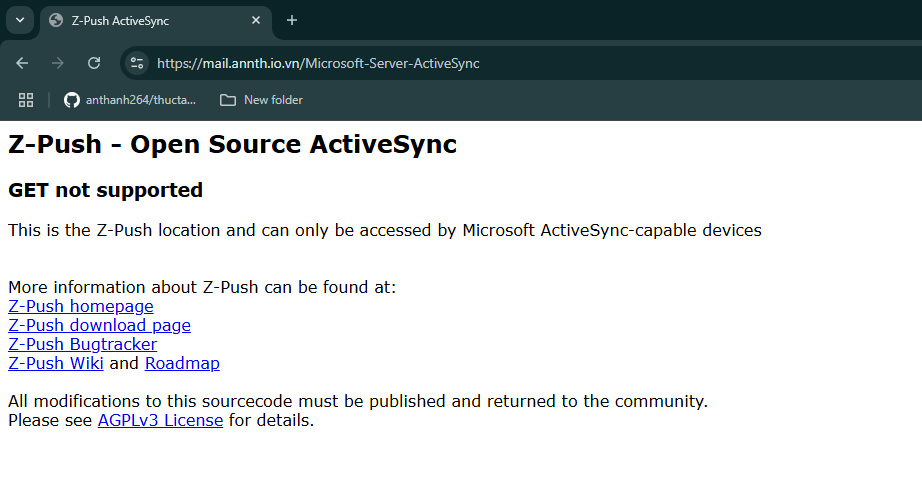 Z-Push ActiveSync
https://mail.annth.io.vn/Microsoft-Server-ActiveSync
anthanh264/thucta...
New folder
Z-Push - Open Source ActiveSync
GET not supported
This is the Z-Push location and can only be accessed by Microsoft ActiveSync-capable devices
More information about Z-Push can be found at:
Z-Push homepage
Z-Push download page
Z-Push Bugtracker
Z-Push Wiki and Roadmap
All modifications to this sourcecode must be published and returned to the community.
Please see AGPLv3 License for details.